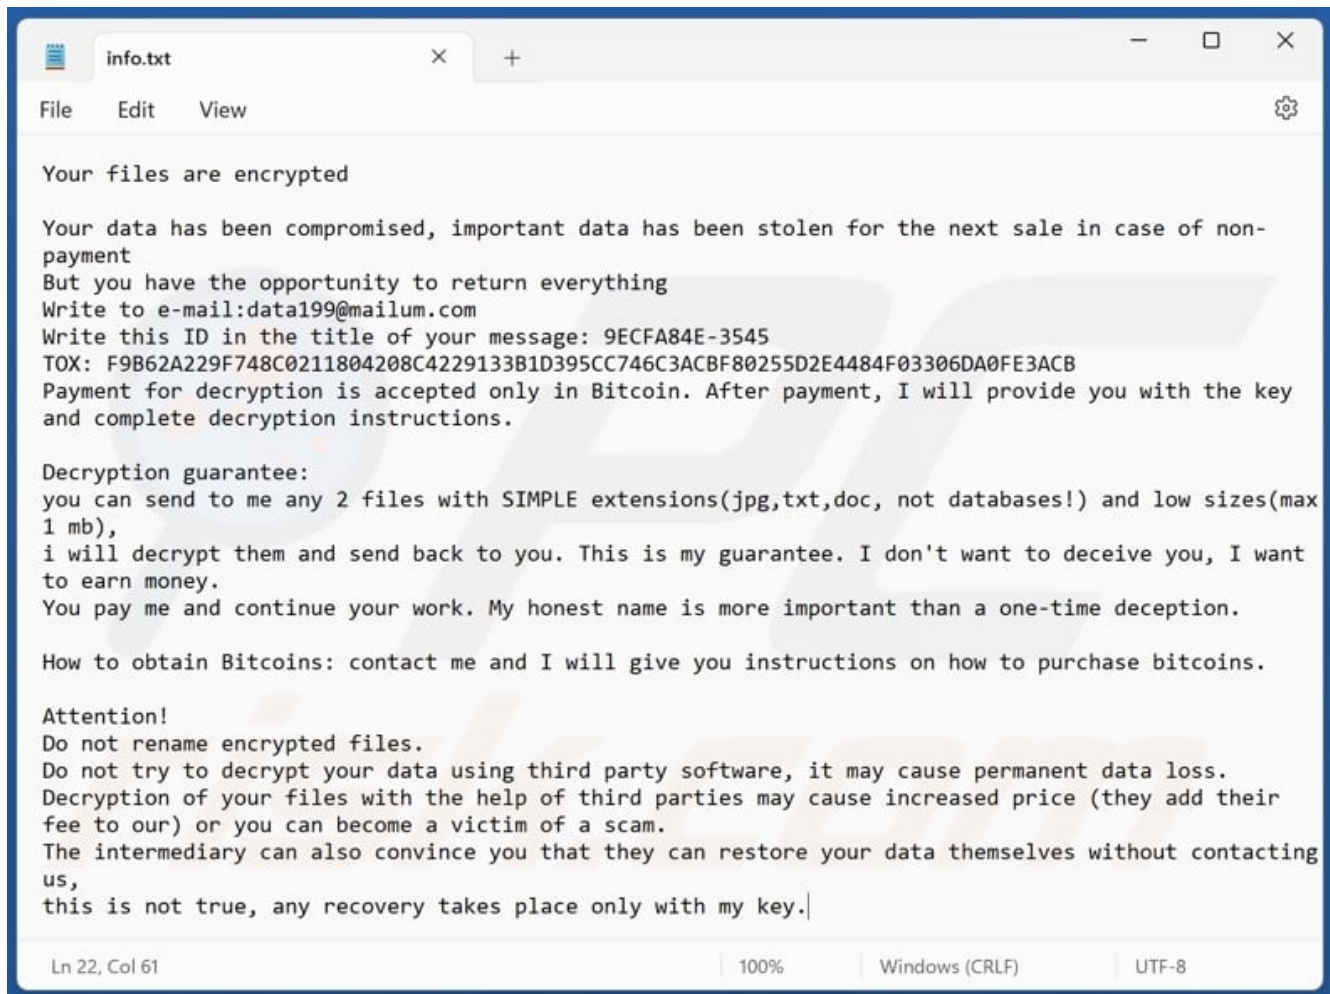 info.txt
File Edit View
Your files are encrypted
Your data has been compromised, important data has been stolen for the next sale in case of non-
payment
But you have the opportunity to return everything
Write to e-mail:data199@mailum.com
Write this ID in the title of your message: 9ECFA84E-3545
TOX: F9B62A229F748C0211804208C4229133B1D395CC746C3ACBF80255D2E4484F03306DA0FE3ACB
Payment for decryption is accepted only in Bitcoin. After payment, I will provide you with the key
and complete decryption instructions.
Decryption guarantee:
you can send to me any 2 files with SIMPLE extensions(jpg,txt,doc, not databases!) and low sizes(max
1 mb),
i will decrypt them and send back to you. This is my guarantee. I don't want to deceive you, I want
to earn money.
You pay me and continue your work. My honest name is more important than a one-time deception.
How to obtain Bitcoins: contact me and I will give you instructions on how to purchase bitcoins.
Attention!
Do not rename encrypted files.
Do not try to decrypt your data using third party software, it may cause permanent data loss.
Decryption of your files with the help of third parties may cause increased price (they add their
fee to our) or you can become a victim of a scam.
The intermediary can also convince you that they can restore your data themselves without contacting
us,
this is not true, any recovery takes place only with my key.
Ln 22, Col 61 100% Windows (CRLF) UTF-8
PC
risk.com